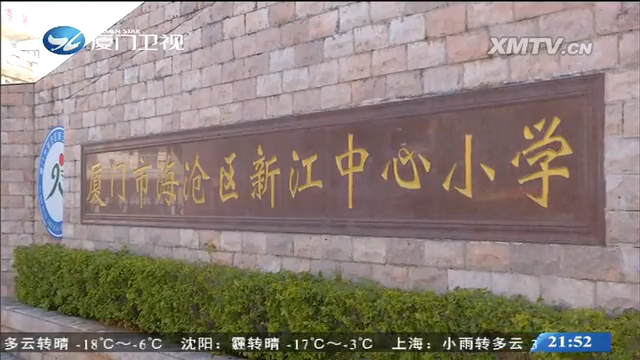 XIAMEN STAR
厦门卫视
XMTV.CN
厦门市海沧区新江中心小学
多云转晴 -18℃~-6℃ 沈阳：霾转晴 -17℃~-3℃ 上海：小雨转多云
21:52